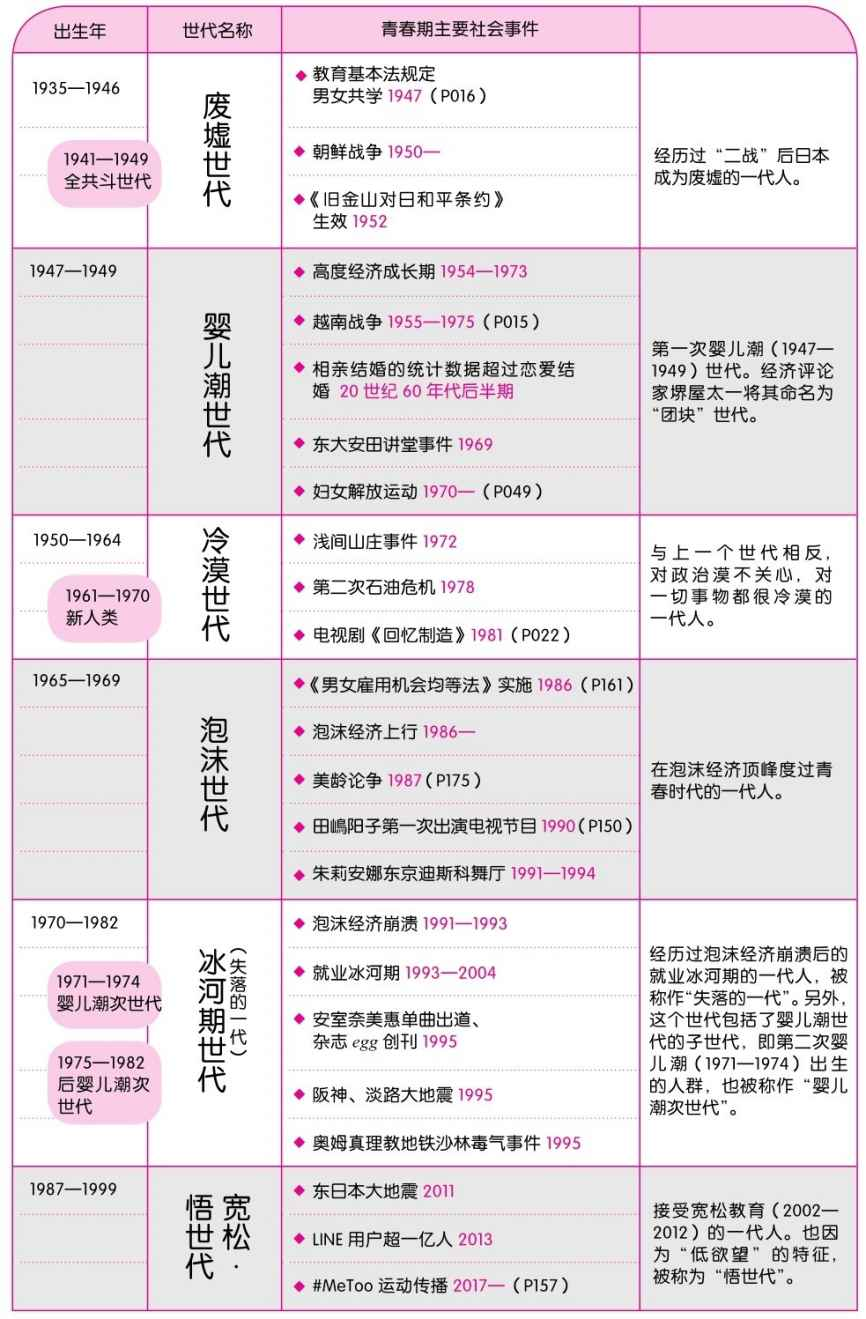 出生年
世代名称
青春期主要社会事件
1935—1946
1941—1949
全共斗世代
废墟世代
◆ 教育基本法规定
男女共学 1947（P016）
◆ 朝鲜战争 1950—
◆《旧金山对日和平条约》
生效 1952
经历过“二战”后日本
成为废墟的一代人。
1947—1949
婴儿潮世代
◆ 高度经济成长期 1954—1973
◆ 越南战争 1955—1975（P015）
◆ 相亲结婚的统计数据超过恋爱结
婚 20 世纪 60 年代后半期
◆ 东大安田讲堂事件 1969
◆ 妇女解放运动 1970—（P049）
第一次婴儿潮（1947—
1949）世代。经济评论
家堺屋太一将其命名为
“团块”世代。
1950—1964
1961—1970
新人类
冷漠世代
◆ 浅间山庄事件 1972
◆ 第二次石油危机 1978
◆ 电视剧《回忆制造》1981（P022）
与上一个世代相反，
对政治漠不关心，对
一切事物都很冷漠的
一代人。
1965—1969
泡沫世代
◆《男女雇用机会均等法》实施 1986（P161）
◆ 泡沫经济上行 1986—
◆ 美龄论争 1987（P175）
◆ 田嶋阳子第一次出演电视节目 1990（P150）
◆ 朱莉安娜东京迪斯科舞厅 1991—1994
在泡沫经济顶峰度过青
春时代的一代人。
1970—1982
1971—1974
婴儿潮次世代
1975—1982
后婴儿潮次
世代
（失落的一代）
冰河期世代
◆ 泡沫经济崩溃 1991—1993
◆ 就业冰河期 1993—2004
◆ 安室奈美惠单曲出道、
杂志 egg 创刊 1995
◆ 阪神、淡路大地震 1995
◆ 奥姆真理教地铁沙林毒气事件 1995
经历过泡沫经济崩溃后的
就业冰河期的一代人，被
称作“失落的一代”。另外，
这个世代包括了婴儿潮世
代的子世代，即第二次婴
儿潮（1971—1974）出生
的人群，也被称作“婴儿
潮次世代”。
1987—1999
宽松·
悟世代
◆ 东日本大地震 2011
◆ LINE 用户超一亿人 2013
◆ #MeToo 运动传播 2017—（P157）
接受宽松教育（2002—
2012）的一代人。也因
为“低欲望”的特征，
被称为“悟世代”。